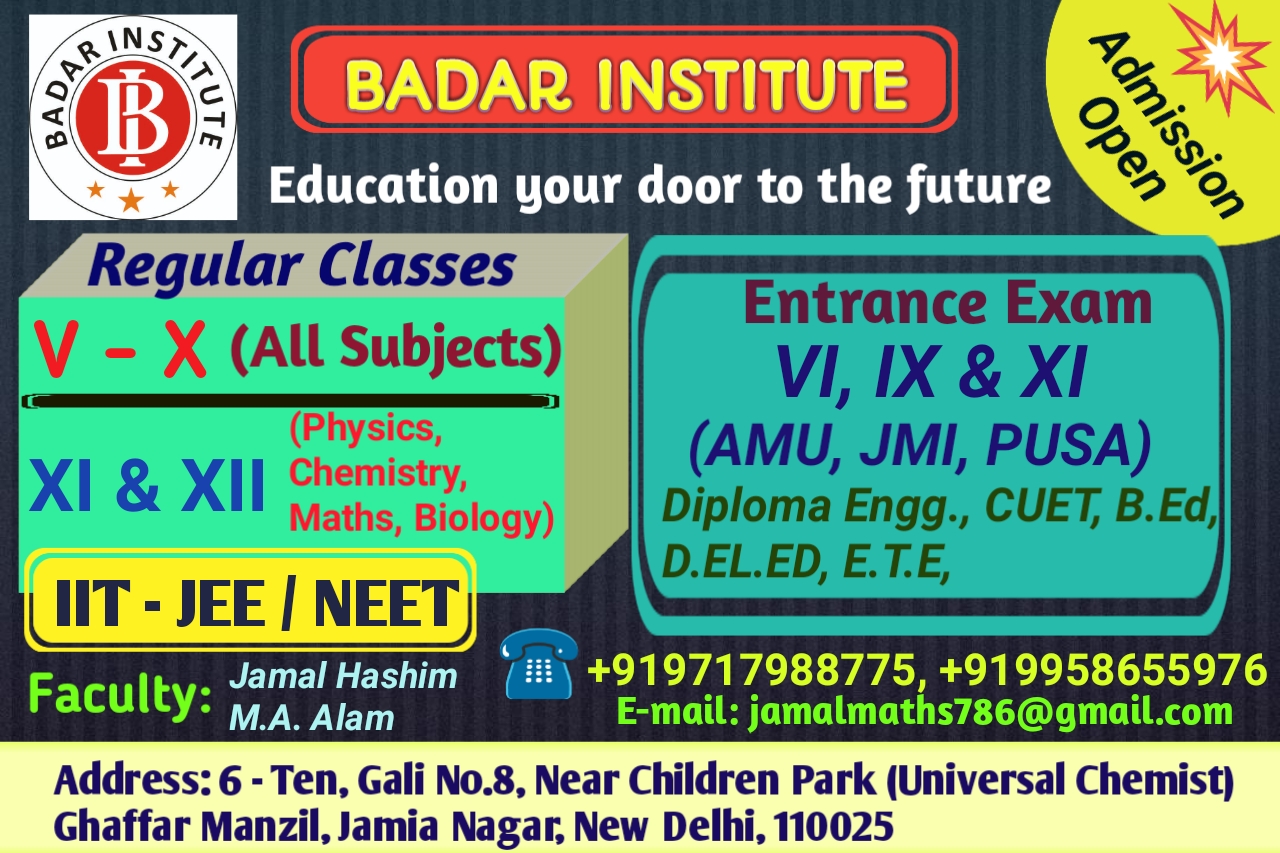 BADAR INSTITUTE
BI
BADAR INSTITUTE
Education your door to the future
Admission
Open
Regular Classes
V - X (All Subjects)
XI & XII
(Physics,
Chemistry,
Maths, Biology)
IIT - JEE / NEET
Entrance Exam
VI, IX & XI
(AMU, JMI, PUSA)
Diploma Engg., CUET, B.Ed,
D.EL.ED, E.T.E,
Faculty:
Jamal Hashim
M.A. Alam
+919717988775, +919958655976
E-mail: jamalmaths786@gmail.com
Address: 6 - Ten, Gali No.8, Near Children Park (Universal Chemist)
Ghaffar Manzil, Jamia Nagar, New Delhi, 110025